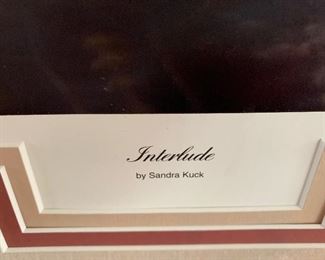 Interlude
by Sandra Kuck